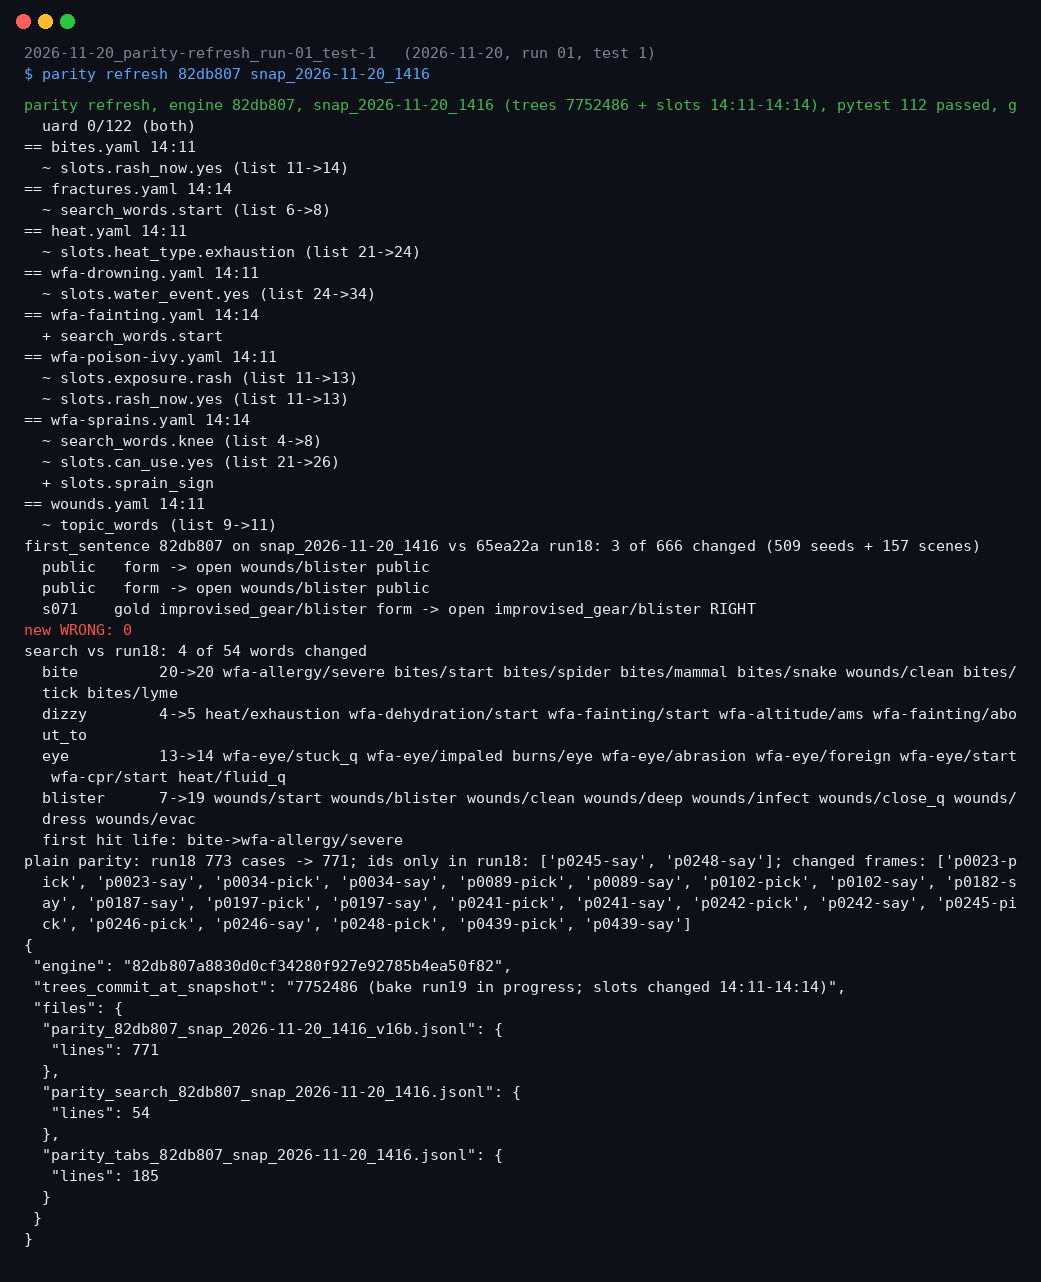 2026-11-20_parity-refresh_run-01_test-1   (2026-11-20, run 01, test 1)
$ parity refresh 82db807 snap_2026-11-20_1416
parity refresh, engine 82db807, snap_2026-11-20_1416 (trees 7752486 + slots 14:11-14:14), pytest 112 passed, g
  uard 0/122 (both)
== bites.yaml 14:11
  ~ slots.rash_now.yes (list 11->14)
== fractures.yaml 14:14
  ~ search_words.start (list 6->8)
== heat.yaml 14:11
  ~ slots.heat_type.exhaustion (list 21->24)
== wfa-drowning.yaml 14:11
  ~ slots.water_event.yes (list 24->34)
== wfa-fainting.yaml 14:14
  + search_words.start
== wfa-poison-ivy.yaml 14:11
  ~ slots.exposure.rash (list 11->13)
  ~ slots.rash_now.yes (list 11->13)
== wfa-sprains.yaml 14:14
  ~ search_words.knee (list 4->8)
  ~ slots.can_use.yes (list 21->26)
  + slots.sprain_sign
== wounds.yaml 14:11
  ~ topic_words (list 9->11)
first_sentence 82db807 on snap_2026-11-20_1416 vs 65ea22a run18: 3 of 666 changed (509 seeds + 157 scenes)
  public   form -> open wounds/blister public
  public   form -> open wounds/blister public
  s071    gold improvised_gear/blister form -> open improvised_gear/blister RIGHT
new WRONG: 0
search vs run18: 4 of 54 words changed
  bite         20->20 wfa-allergy/severe bites/start bites/spider bites/mammal bites/snake wounds/clean bites/
  tick bites/lyme
  dizzy        4->5 heat/exhaustion wfa-dehydration/start wfa-fainting/start wfa-altitude/ams wfa-fainting/abo
  ut_to
  eye          13->14 wfa-eye/stuck_q wfa-eye/impaled burns/eye wfa-eye/abrasion wfa-eye/foreign wfa-eye/start
   wfa-cpr/start heat/fluid_q
  blister      7->19 wounds/start wounds/blister wounds/clean wounds/deep wounds/infect wounds/close_q wounds/
  dress wounds/evac
  first hit life: bite->wfa-allergy/severe
plain parity: run18 773 cases -> 771; ids only in run18: ['p0245-say', 'p0248-say']; changed frames: ['p0023-p
  ick', 'p0023-say', 'p0034-pick', 'p0034-say', 'p0089-pick', 'p0089-say', 'p0102-pick', 'p0102-say', 'p0182-s
  ay', 'p0187-say', 'p0197-pick', 'p0197-say', 'p0241-pick', 'p0241-say', 'p0242-pick', 'p0242-say', 'p0245-pi
  ck', 'p0246-pick', 'p0246-say', 'p0248-pick', 'p0439-pick', 'p0439-say']
{
 "engine": "82db807a8830d0cf34280f927e92785b4ea50f82",
 "trees_commit_at_snapshot": "7752486 (bake run19 in progress; slots changed 14:11-14:14)",
 "files": {
  "parity_82db807_snap_2026-11-20_1416_v16b.jsonl": {
   "lines": 771
  },
  "parity_search_82db807_snap_2026-11-20_1416.jsonl": {
   "lines": 54
  },
  "parity_tabs_82db807_snap_2026-11-20_1416.jsonl": {
   "lines": 185
  }
 }
}